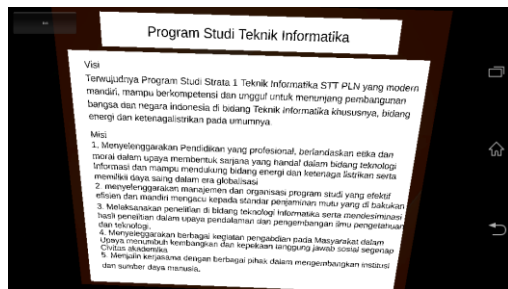 Program Studi Teknik Informatika
Visi
Terwujudnya Program Studi Strata 1 Teknik Informatika STT PLN yang modern
mandiri, mampu berkompetensi dan unggul untuk menunjang pembangunan
bangsa dan negara indonesia di bidang Teknik informatika khususnya, bidang
energi dan ketenagalistrikan pada umumnya.
Misi
1. Menyelenggarakan Pendidikan yang profesional, berlandaskan etika dan
moral dalam upaya membentuk sarjana yang handal dalam bidang teknologi
Informasi dan mampu mendukung bidang energi dan ketenaga listrikan serta
memiliki daya saing dalam era globalisasi
2. menyelenggarakan manajemen dan organisasi program studi yang efektif
efisien dan mandiri mengacu kepada standar penjaminan mutu yang di bakukan
3. Melaksanakan penelitian di bidang teknologi Informatika serta mendesiminasi
hasil penelitian dalam upaya pendalaman dan pengembangan ilmu pengetahuan
dan teknologi.
4. Menyeleggarakan berbagai kegiatan pengabdian pada Masyarakat dalam
Upaya menumbuh kembangkan dan kepekaan tanggung jawab sosial segenap
Civitas akademika
5. Menjalin kerjasama dengan berbagai pihak dalam mengembangkan institusi
dan sumber daya manusia.